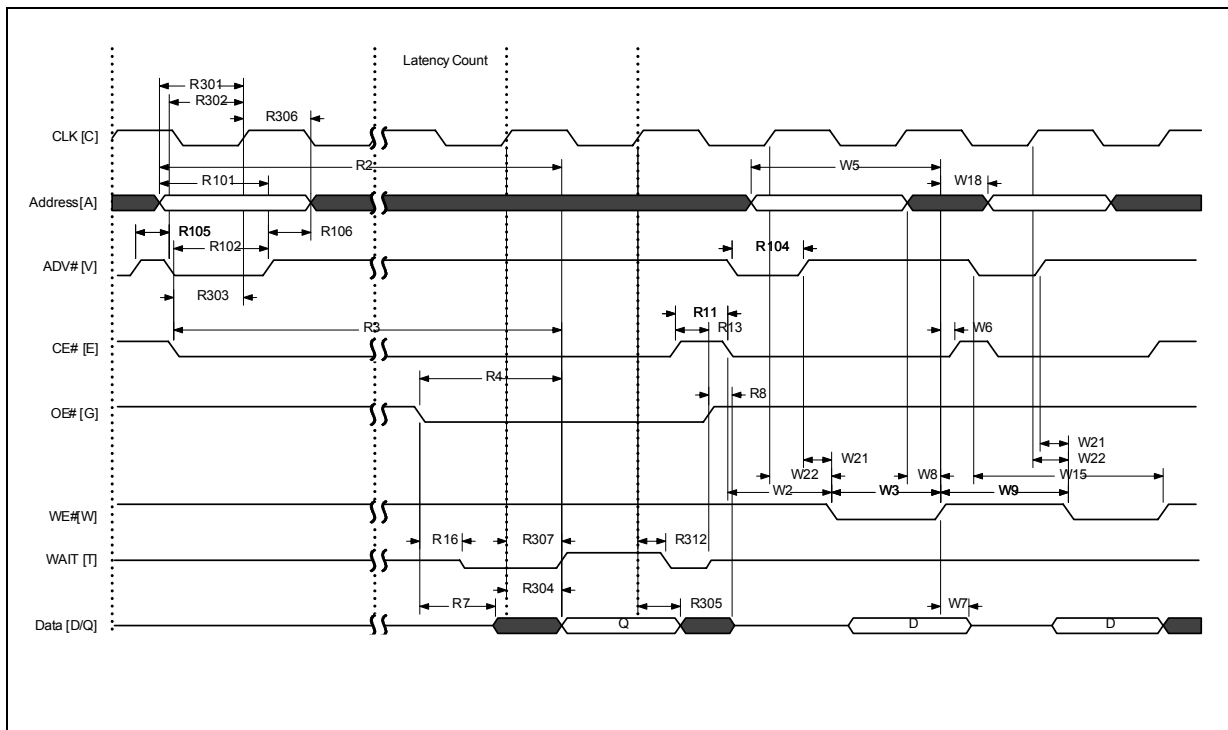 Latency Count
R301
R302
R306
CLK [C]
R2
W5
R101
W18
Address [A]
R105
R102
R106
R104
ADV# [V]
R303
R11
R3
R13
W6
CE# [E]
R4
R8
OE# [G]
W21
W21
W22
W22
W8
W15
W2
W3
W9
WE# [W]
R16
R307
R312
WAIT [T]
R304
R7
R305
W7
Data [D/Q]
Q
D
D